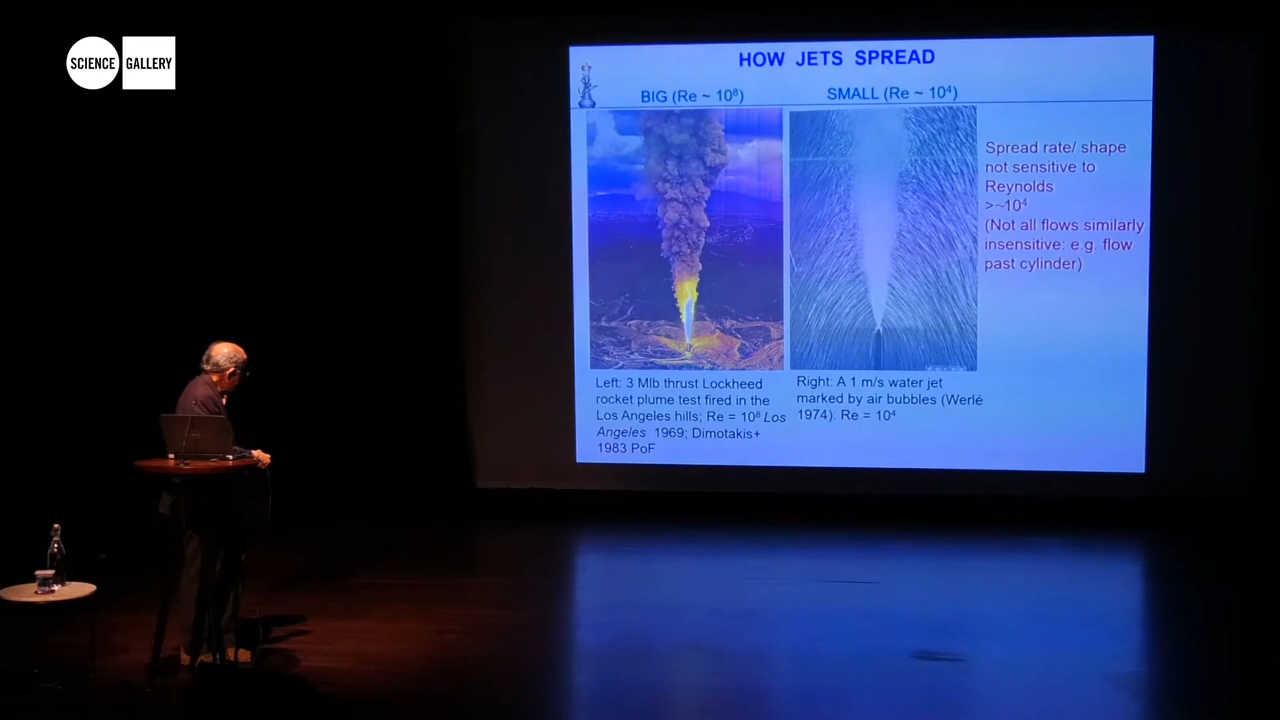 SCIENCE GALLERY
HOW JETS SPREAD
BIG (Re ~ 10⁸)
SMALL (Re ~ 10⁴)
Spread rate/ shape
not sensitive to
Reynolds
>~10⁴
(Not all flows similarly
insensitive: e.g. flow
past cylinder)
Left: 3 Mlb thrust Lockheed
rocket plume test fired in the
Los Angeles hills; Re = 10⁸ Los
Angeles 1969; Dimotakis+
1983 PoF
Right: A 1 m/s water jet
marked by air bubbles (Werlé
1974): Re = 10⁴